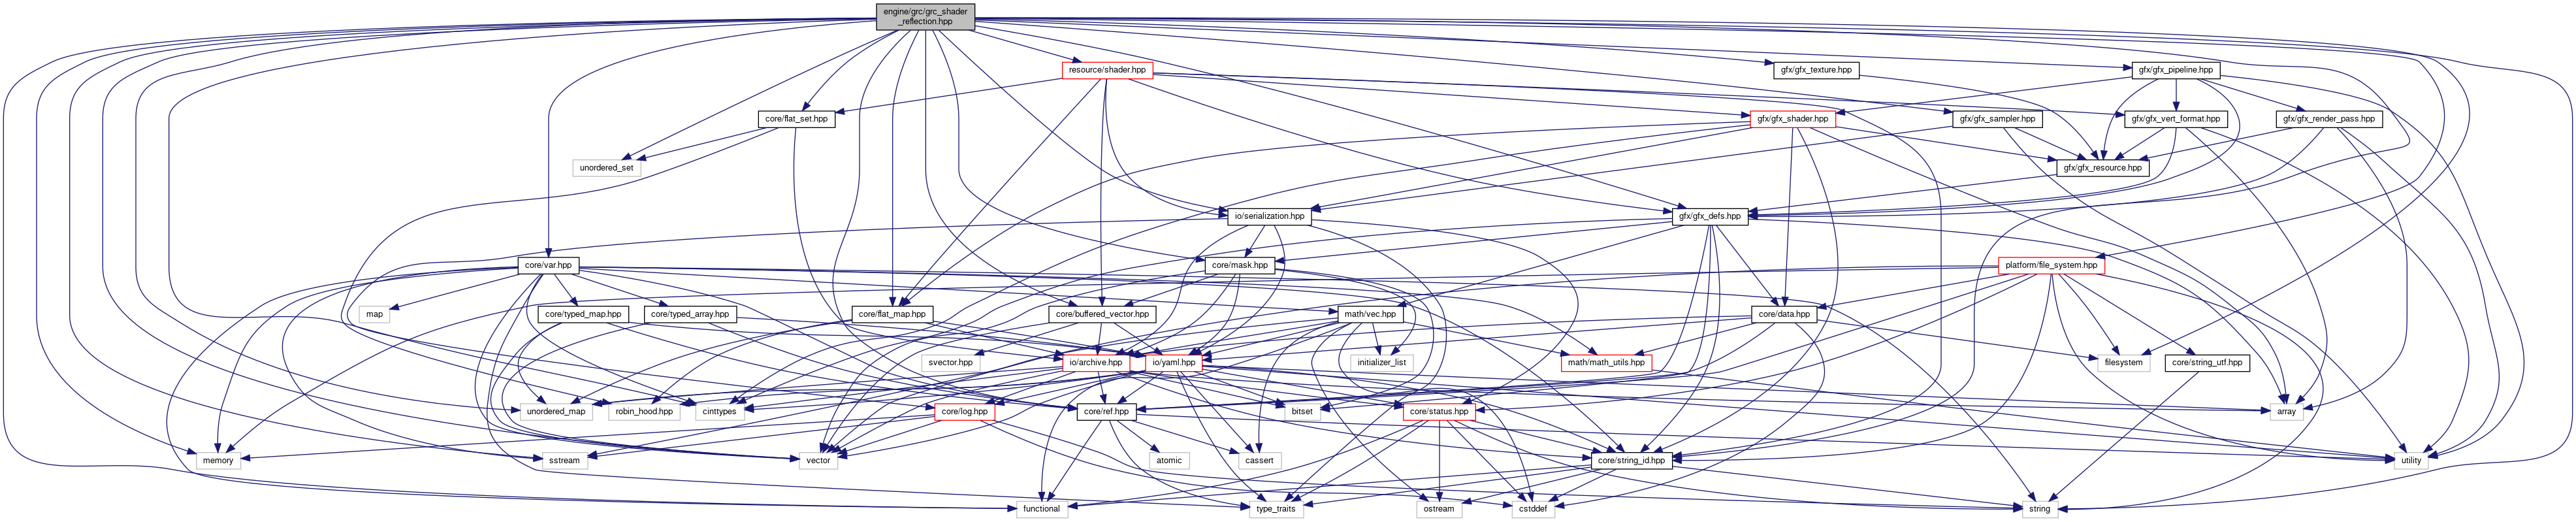 engine/grc/grc_shader
_reflection.hpp
resource/shader.hpp
gfx/gfx_texture.hpp
gfx/gfx_pipeline.hpp
core/flat_set.hpp
gfx/gfx_shader.hpp
gfx/gfx_sampler.hpp
gfx/gfx_vert_format.hpp
gfx/gfx_render_pass.hpp
unordered_set
gfx/gfx_resource.hpp
io/serialization.hpp
gfx/gfx_defs.hpp
core/var.hpp
core/mask.hpp
platform/file_system.hpp
map
core/typed_map.hpp
core/typed_array.hpp
core/flat_map.hpp
core/buffered_vector.hpp
math/vec.hpp
core/data.hpp
svector.hpp
io/archive.hpp
io/yaml.hpp
initializer_list
math/math_utils.hpp
filesystem
core/string_utf.hpp
unordered_map
robin_hood.hpp
cinttypes
core/log.hpp
core/ref.hpp
bitset
core/status.hpp
array
memory
sstream
vector
atomic
cassert
core/string_id.hpp
utility
functional
type_traits
ostream
cstddef
string